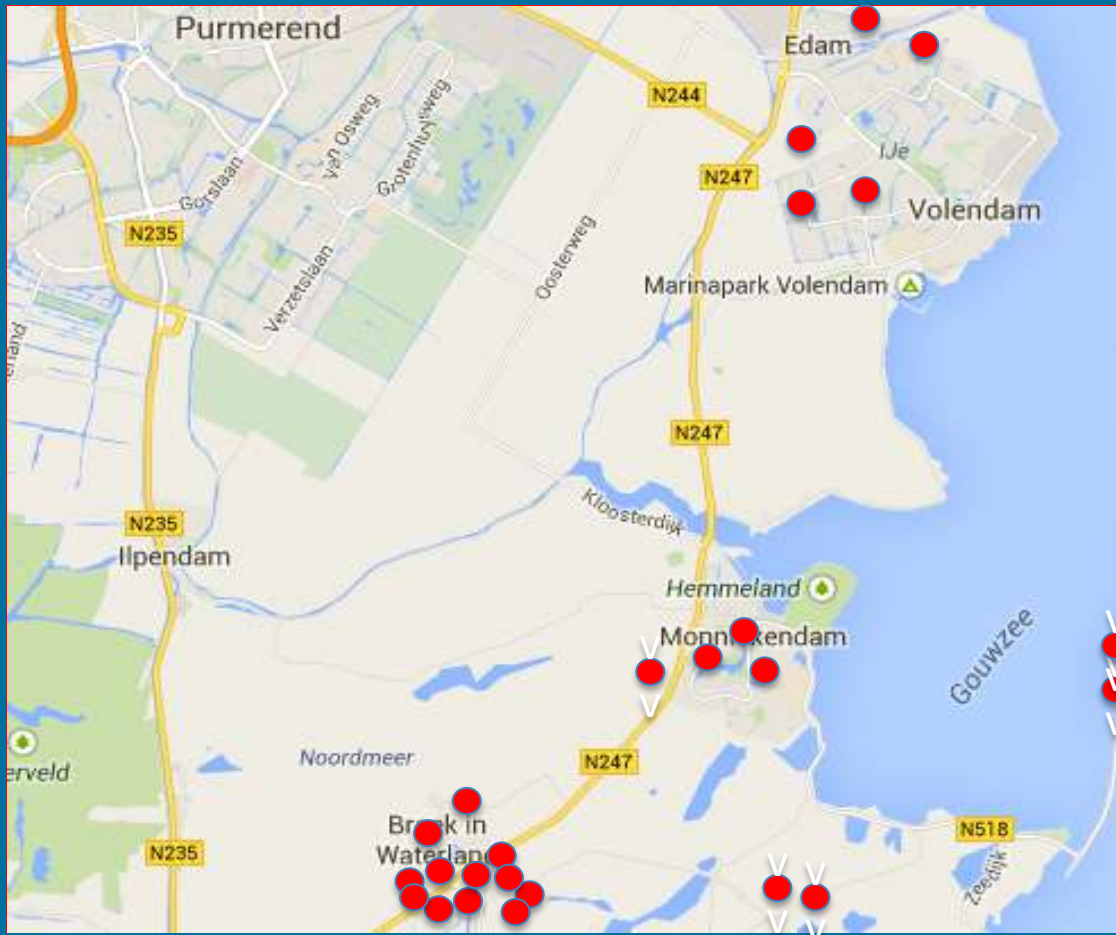 Purmerend
Edam
N244
van Osweg
Grotenhuysweg
IJe
Gorslaan
N247
Volendam
N235
Oosterweg
Marinapark Volendam
Verzetslaan
N247
Kloosterdijk
N235
Ilpendam
Hemmeland
Gouwzee
V
V
Noordmeer
N247
erveld
N518
N235
Zeedijk
V
V
V
V